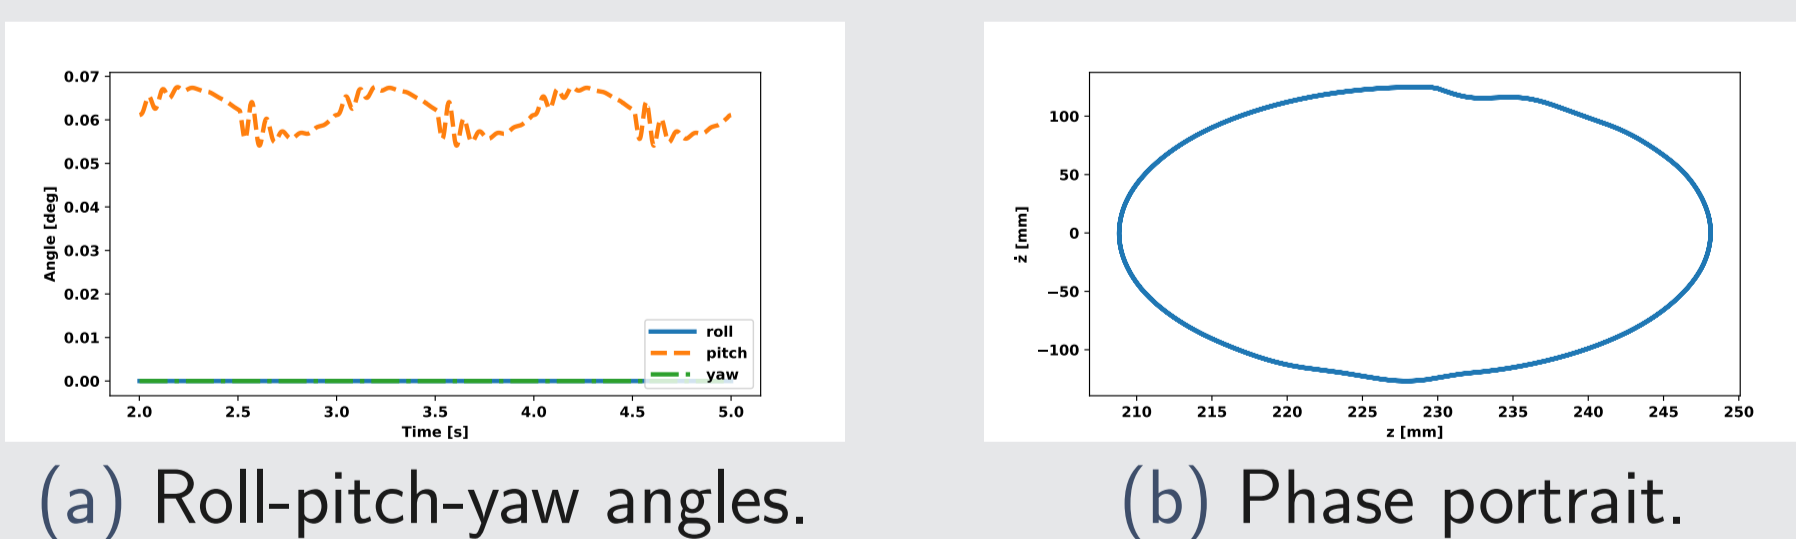 0.07
0.06
0.05
0.04
0.03
0.02
0.01
0.00
Angle [deg]
roll
pitch
yaw
2.0 2.5 3.0 3.5 4.0 4.5 5.0
Time [s]
(a) Roll-pitch-yaw angles.
100
50
0
−50
−100
ż [mm]
210 215 220 225 230 235 240 245 250
z [mm]
(b) Phase portrait.